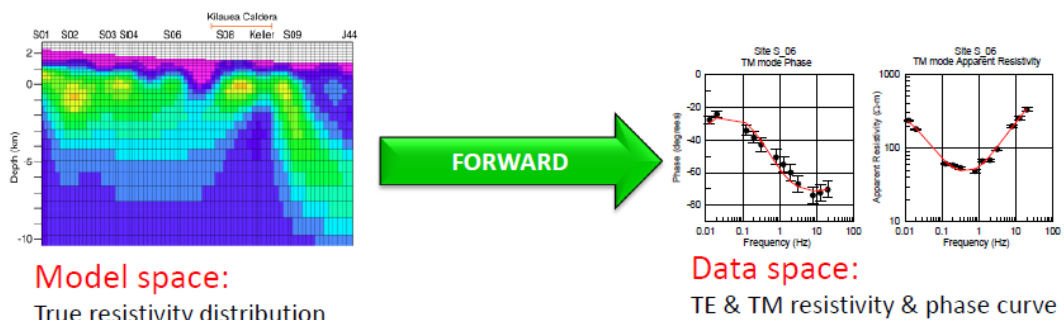 Kilauea Caldera
S01 S02 S03 Si04 S06 S08 Keller S09 J44
2
0
-5
-10
Depth (km)
Model space:
True resistivity distribution
FORWARD
Site S_06
TM mode Phase
0
-20
-40
-60
-80
Phase (degrees)
0.01 0.1 1 10 100
Frequency (Hz)
Site S_06
TM mode Apparent Resistivity
1000
100
10
Apparent Resistivity (Ω-m)
0.01 0.1 1 10 100
Frequency (Hz)
Data space:
TE & TM resistivity & phase curve